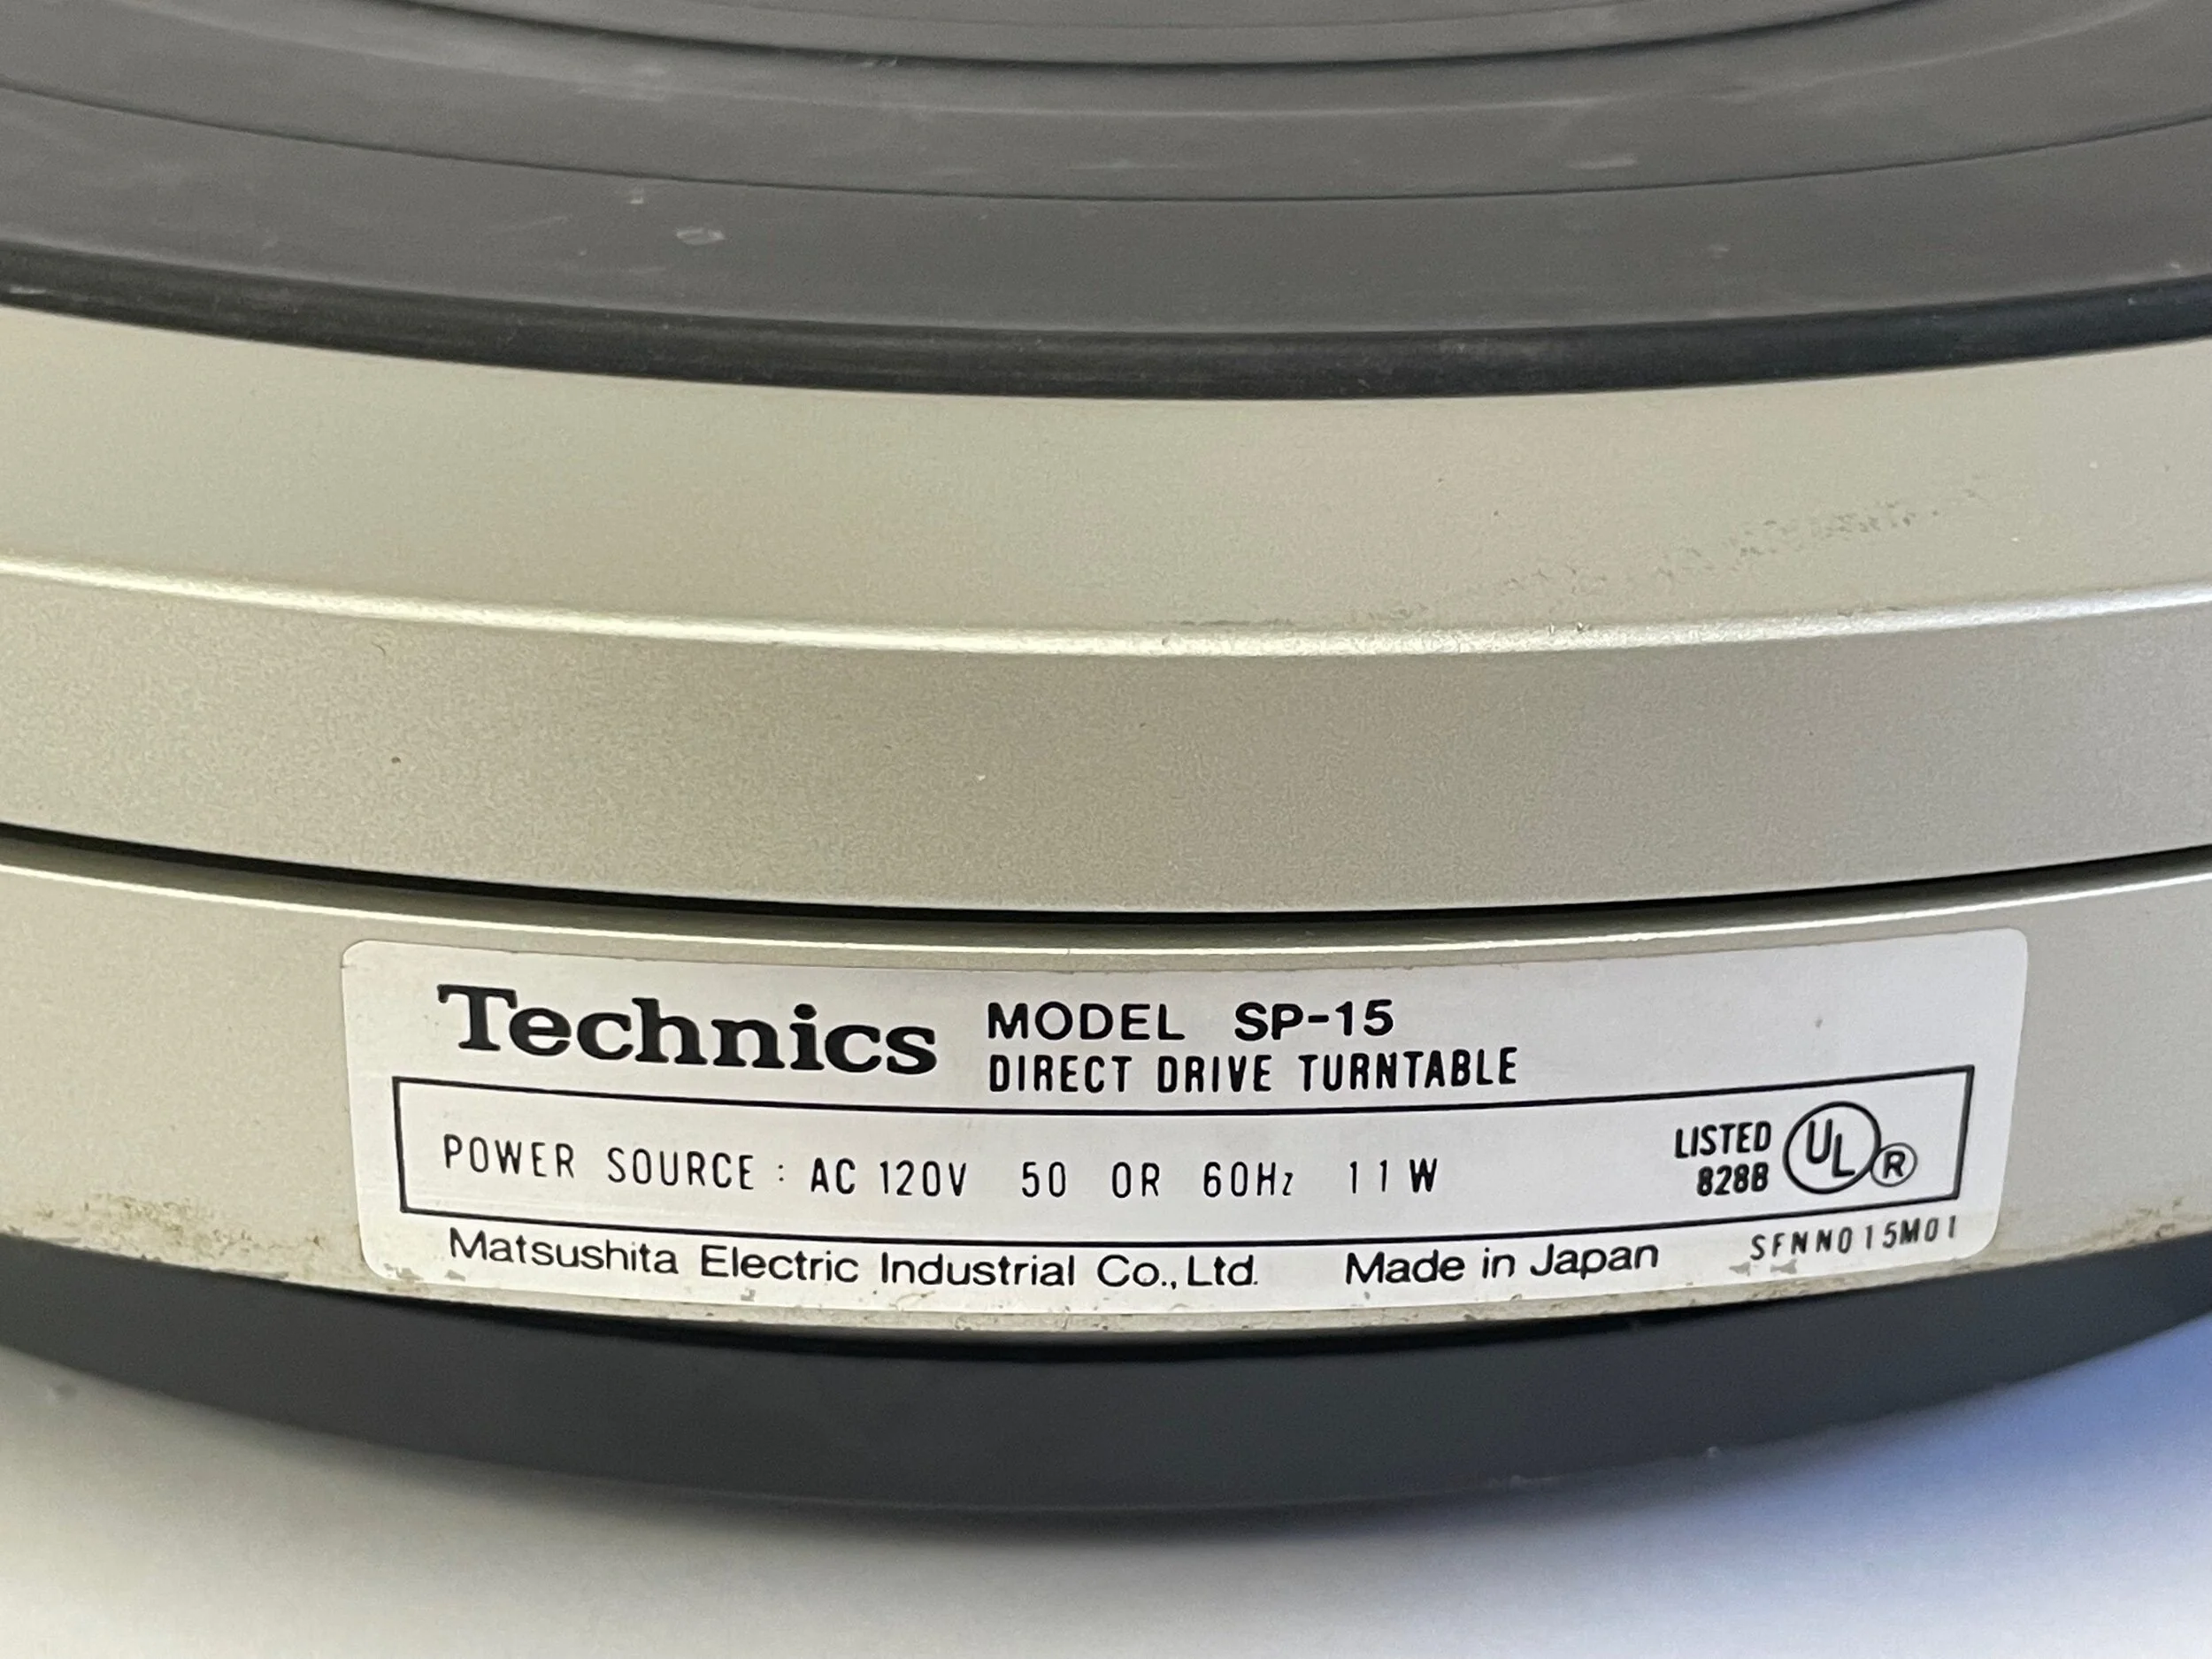 Technics MODEL SP-15
DIRECT DRIVE TURNTABLE
POWER SOURCE : AC 120V 50 OR 60Hz 11W
LISTED
828B
UL ®
Matsushita Electric Industrial Co., Ltd. Made in Japan SFNN015M01